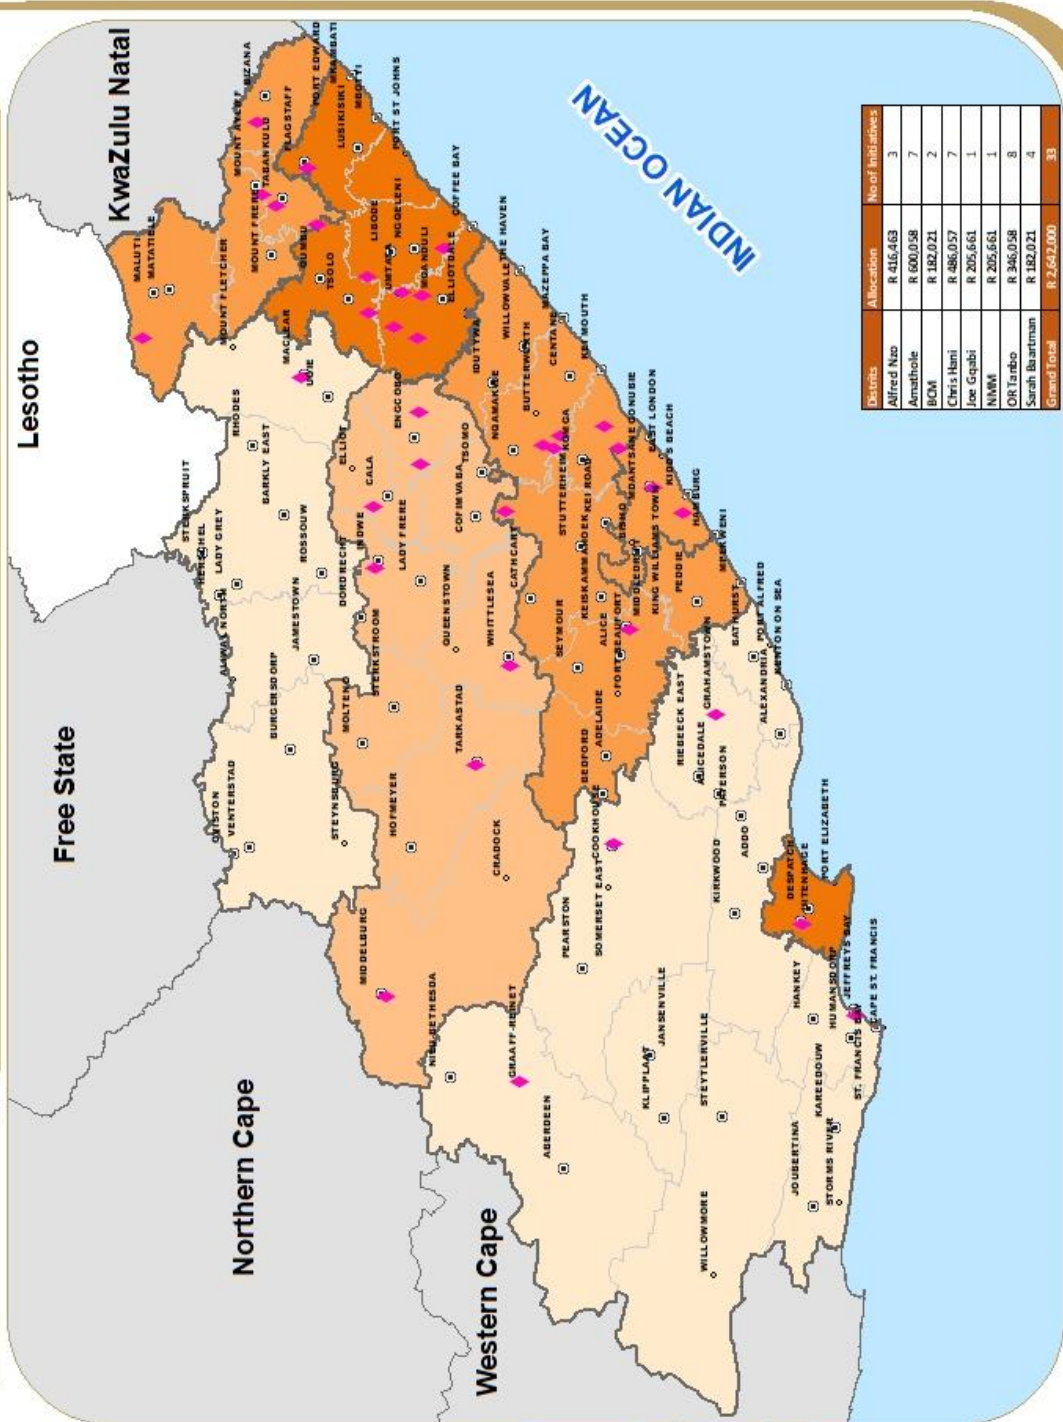 Lesotho
Free State
KwaZulu Natal
Northern Cape
Western Cape
INDIAN OCEAN
MALUTI
MATATIELE
STERKSPRUIT
HERSCHEL
LADY GREY
ALIWAL NORTH
OVISTON
VENTERSTAD
MOUNT FLETCHER
RHODES
MOUNT AYLIFF
BIZANA
MOUNT FRERE
TABANKULU
FLAGSTAFF
BARKLY EAST
BURGERSDORP
JAMESTOWN
ROSSOUW
MACLEAR
UGIE
QUMBU
TSOLO
PORT EDWARD
MKAMBATI
LUSIKISIKI
MBOTYI
STEYNSBURG
MOLTENO
DORDRECHT
ELLIOT
INDWE
CALA
STERKSTROOM
LIBODE
UMTATA
NGQELENI
PORT ST JOHNS
MIDDELBURG
HOFMEYER
LADY FRERE
ENGCOBO
MQANDULI
ELLIOTDALE
COFFEE BAY
NIEU-BETHESDA
QUEENSTOWN
COFIMVABA
TSOMO
IDUTYWA
TARKASTAD
WHITTLESEA
CRADOCK
CATHCART
NQAMAKWE
WILLOWVALE
THE HAVEN
BUTTERWORTH
MAZEPPA BAY
CENTANE
KEI MOUTH
GRAAFF-REINET
ABERDEEN
SEYMOUR
STUTTERHEIM
KOMGA
PEARSTON
BEDFORD
ADELAIDE
KEISKAMMAHOEK
KEI ROAD
SOMERSET EAST
COOKHOUSE
FORT BEAUFORT
ALICE
BISHO
MIDDLEDRIFT
MDANTSANE
GONUBIE
KING WILLIAMS TOWN
EAST LONDON
KIDD'S BEACH
PEDDIE
HAMBURG
MPEKWENI
KLIPPLAAT
JANSENVILLE
RIEBEECK EAST
ALICEDALE
GRAHAMSTOWN
BATHURST
PORT ALFRED
STEYTLERVILLE
WILLOWMORE
KIRKWOOD
PATERSON
ADDO
ALEXANDRIA
KENTON ON SEA
DESPATCH
UITENHAGE
PORT ELIZABETH
JOUBERTINA
STORMS RIVER
KAREEDOUW
HANKEY
HUMANSDORP
JEFFREYS BAY
ST. FRANCIS BAY
CAPE ST. FRANCIS
Distrits Allocation No of Initiatives
Alfred Nzo R 416,463 3
Amathole R 600,058 7
BCM R 182,021 2
Chris Hani R 486,057 7
Joe Gqabi R 205,661 1
NMM R 205,661 1
OR Tambo R 346,058 8
Sarah Baartman R 182,021 4
Grand Total R 2,642,000 33